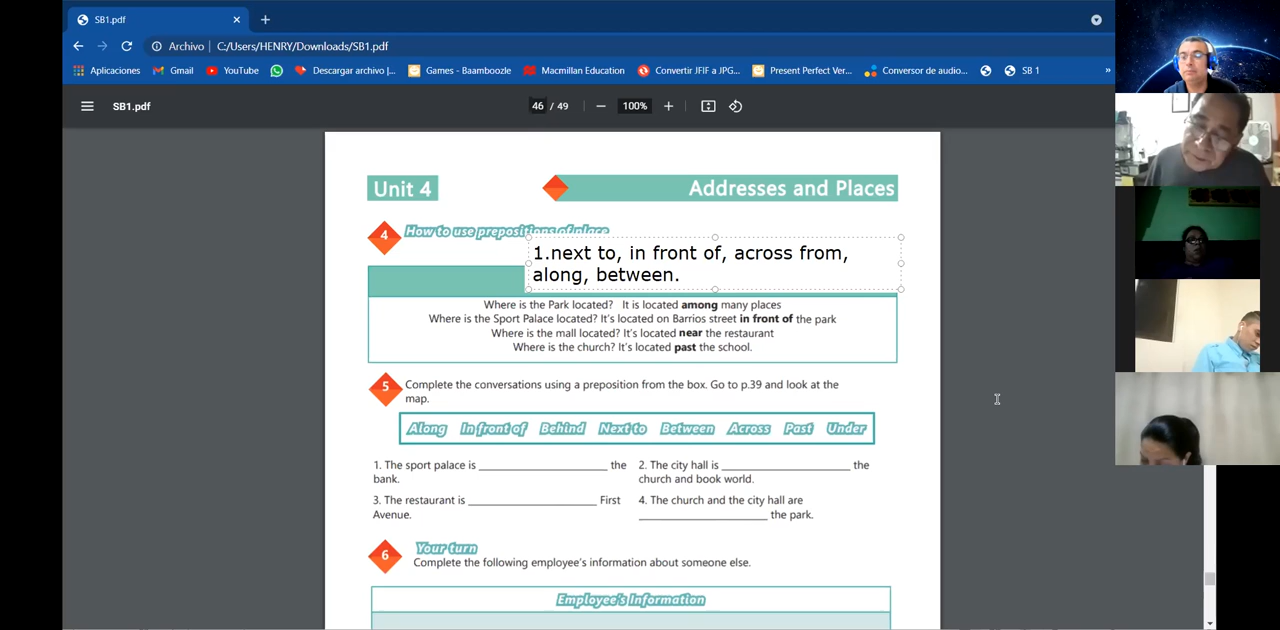 SB1.pdf
Archivo C:/Users/HENRY/Downloads/SB1.pdf
Aplicaciones Gmail YouTube Descargar archivo |... Games - Baamboozle Macmillan Education Convertir JFIF a JPG... Present Perfect Ver... Conversor de audio... SB 1 »
SB1.pdf 46 / 49 100%
Unit 4 Addresses and Places
4 How to use prepositions of place
1.next to, in front of, across from,
along, between.
Where is the Park located? It is located among many places
Where is the Sport Palace located? It's located on Barrios street in front of the park
Where is the mall located? It's located near the restaurant
Where is the church? It's located past the school.
5 Complete the conversations using a preposition from the box. Go to p.39 and look at the
map.
Along In front of Behind Next to Between Across Past Under
1. The sport palace is ____________________ the
bank.
2. The city hall is ____________________ the
church and book world.
3. The restaurant is ____________________ First
Avenue.
4. The church and the city hall are
____________________ the park.
6 Your turn
Complete the following employee's information about someone else.
Employee's Information